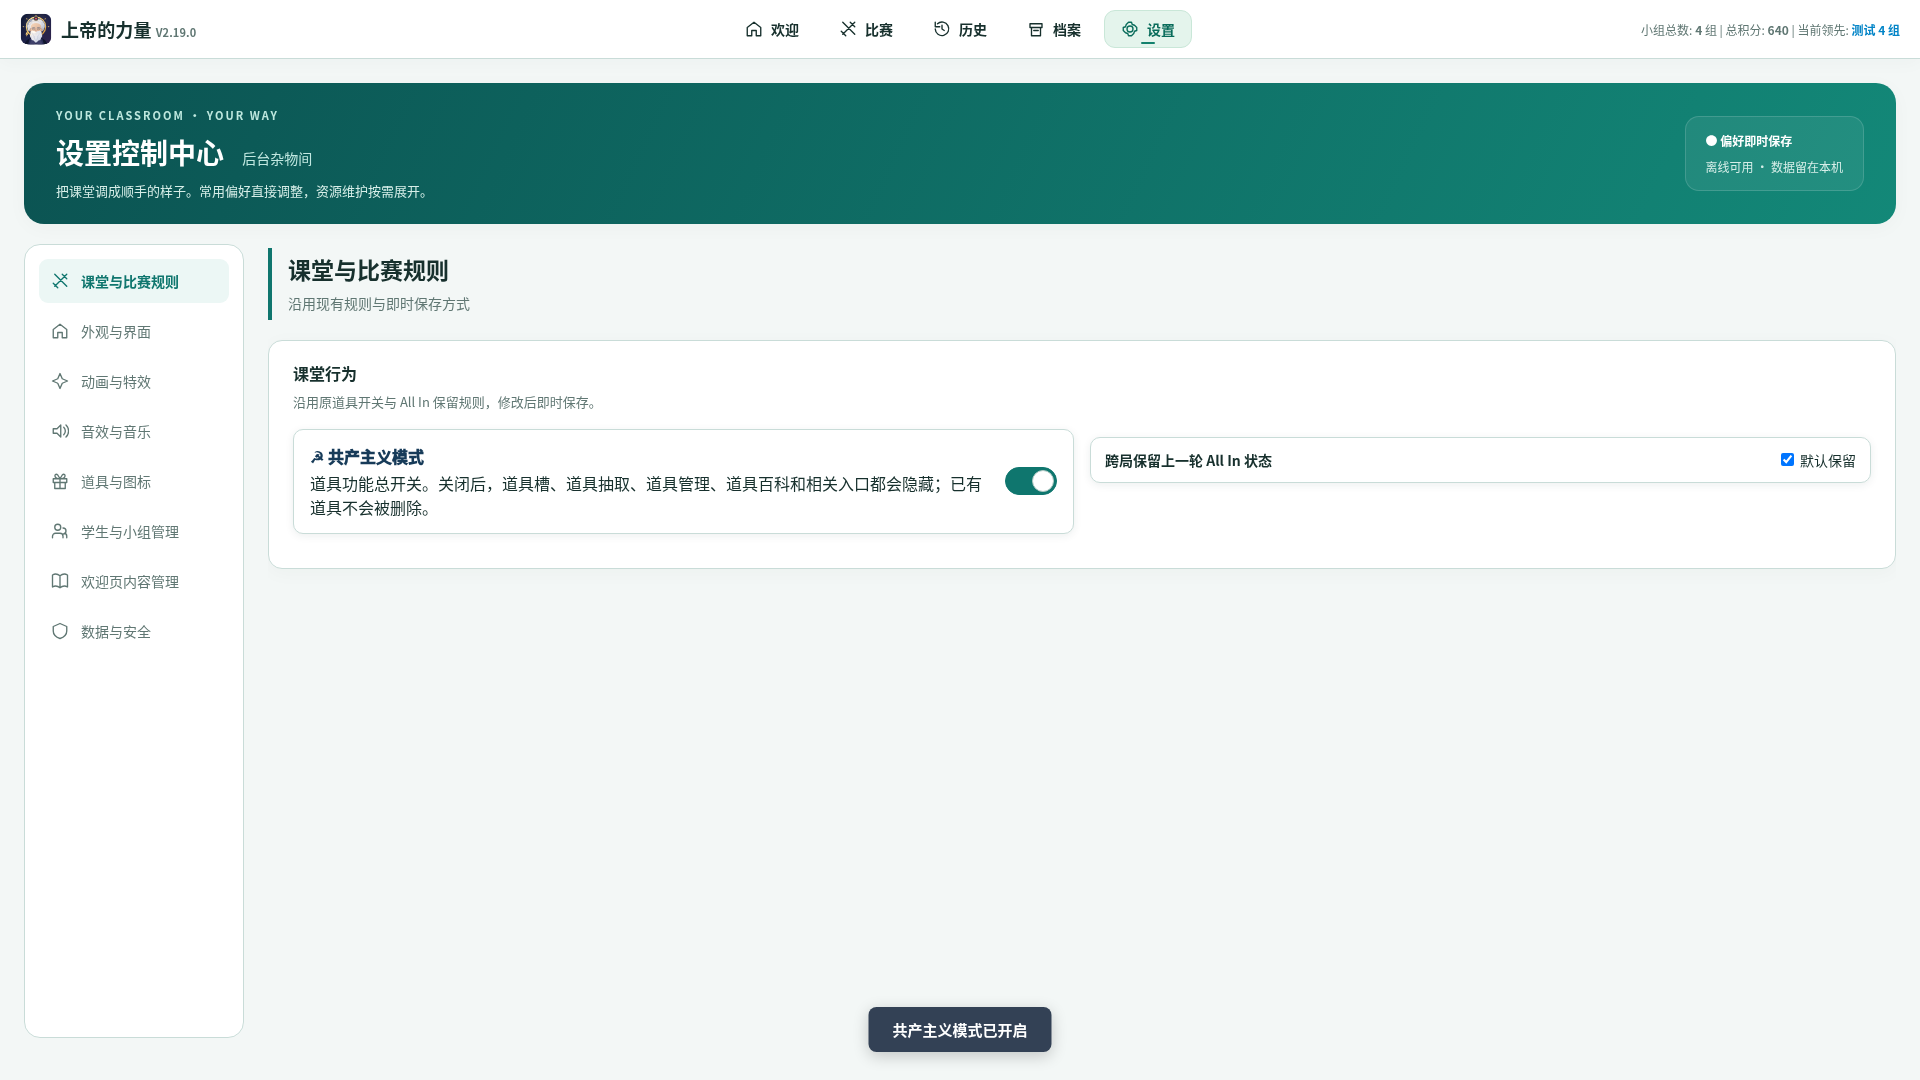 上帝的力量 V2.19.0
欢迎
比赛
历史
档案
设置
小组总数: 4 组 | 总积分: 640 | 当前领先: 测试 4 组
YOUR CLASSROOM · YOUR WAY
设置控制中心 后台杂物间
把课堂调成顺手的样子。常用偏好直接调整，资源维护按需展开。
偏好即时保存
离线可用 · 数据留在本机
课堂与比赛规则
外观与界面
动画与特效
音效与音乐
道具与图标
学生与小组管理
欢迎页内容管理
数据与安全
课堂与比赛规则
沿用现有规则与即时保存方式
课堂行为
沿用原道具开关与 All In 保留规则，修改后即时保存。
☭ 共产主义模式
道具功能总开关。关闭后，道具槽、道具抽取、道具管理、道具百科和相关入口都会隐藏；已有
道具不会被删除。
跨局保留上一轮 All In 状态
默认保留
共产主义模式已开启